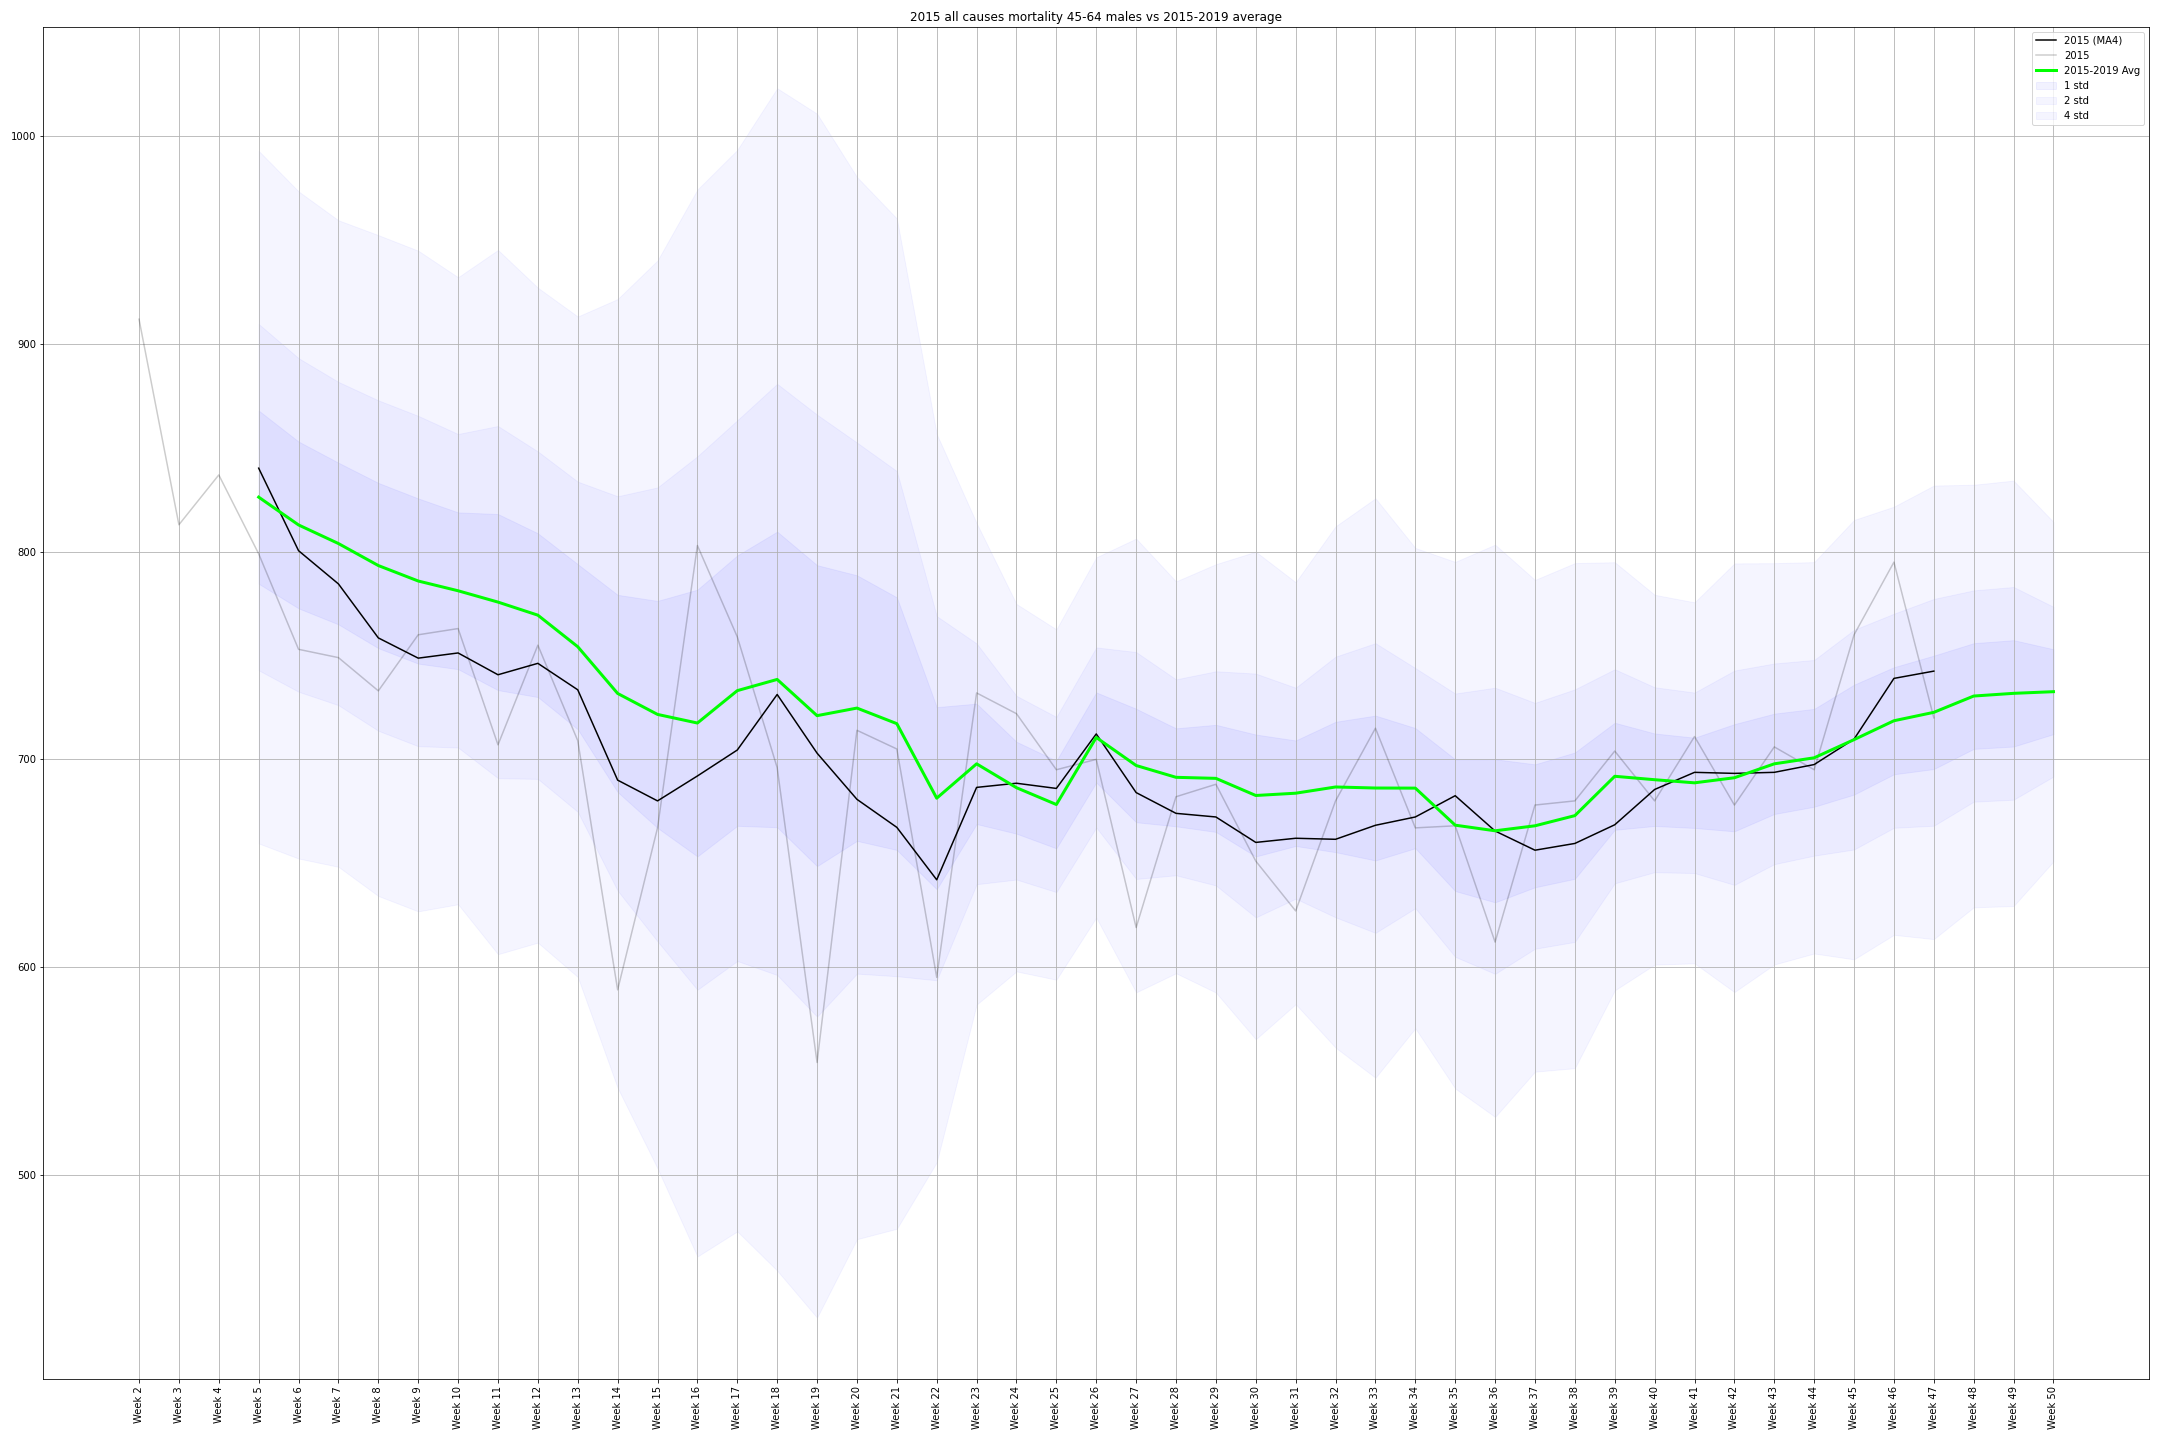 2015 all causes mortality 45-64 males vs 2015-2019 average
2015 (MA4)
2015
2015-2019 Avg
1 std
2 std
4 std
1000
900
800
700
600
500
Week 2
Week 3
Week 4
Week 5
Week 6
Week 7
Week 8
Week 9
Week 10
Week 11
Week 12
Week 13
Week 14
Week 15
Week 16
Week 17
Week 18
Week 19
Week 20
Week 21
Week 22
Week 23
Week 24
Week 25
Week 26
Week 27
Week 28
Week 29
Week 30
Week 31
Week 32
Week 33
Week 34
Week 35
Week 36
Week 37
Week 38
Week 39
Week 40
Week 41
Week 42
Week 43
Week 44
Week 45
Week 46
Week 47
Week 48
Week 49
Week 50